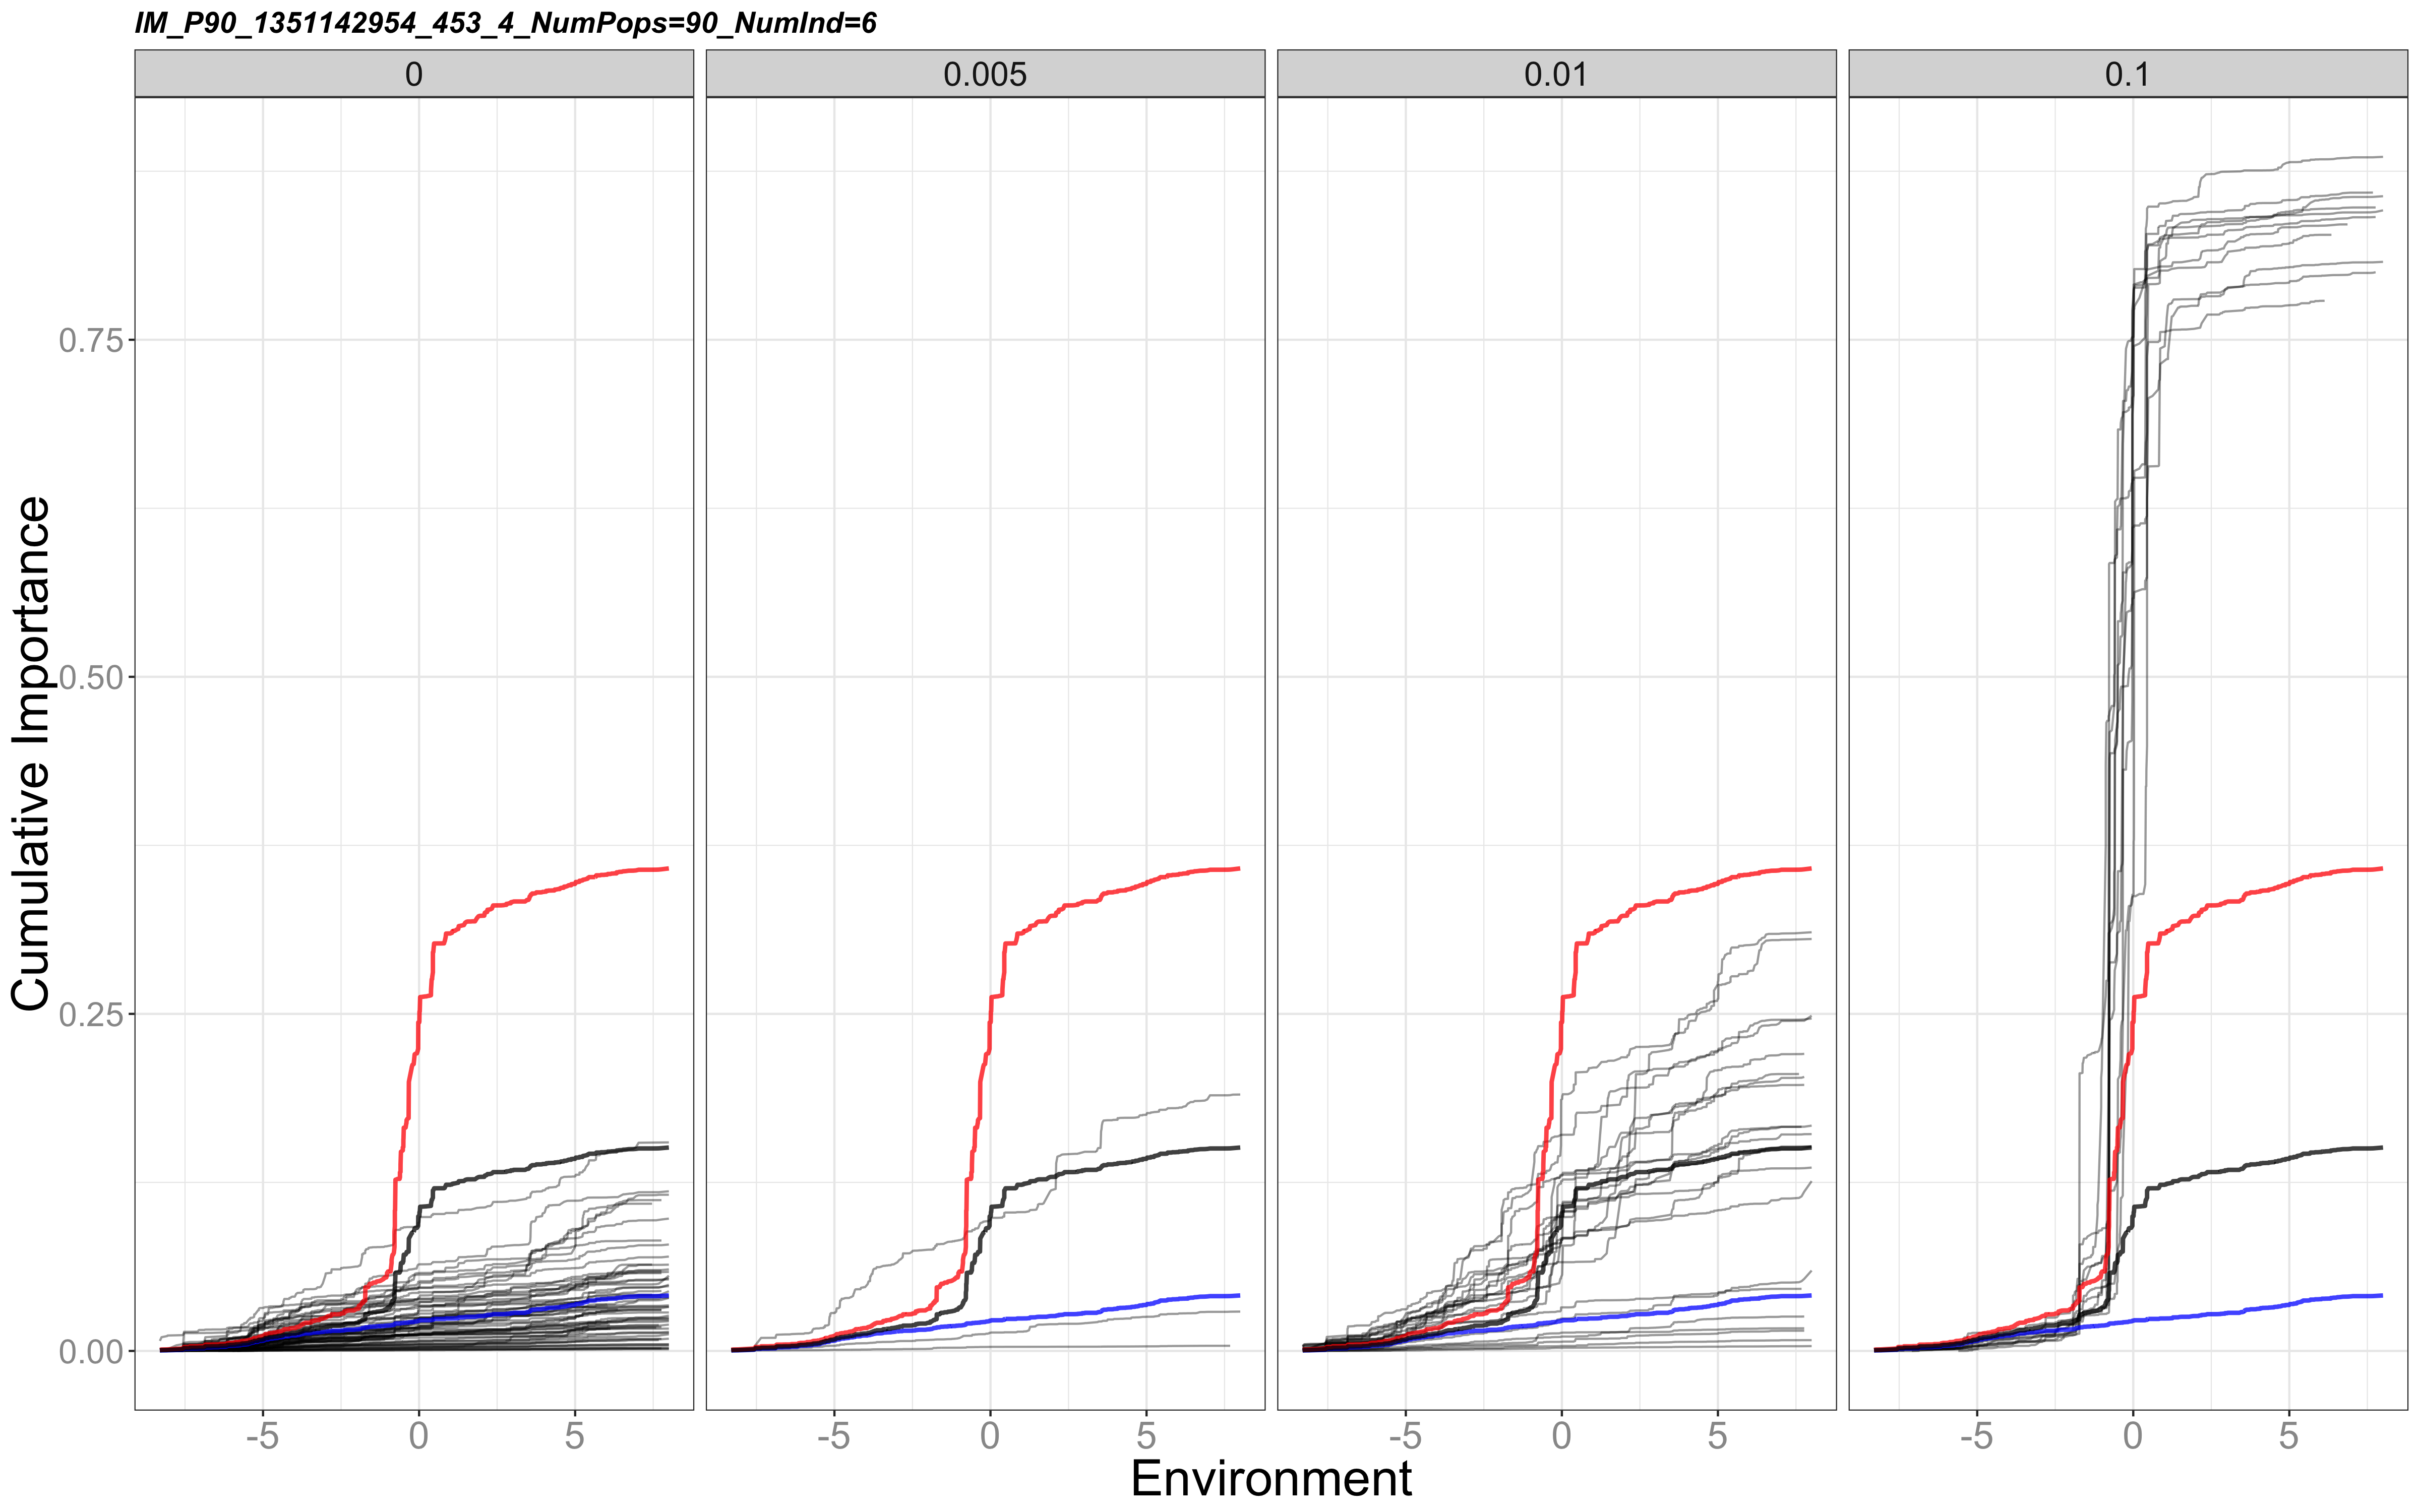 IM_P90_1351142954_453_4_NumPops=90_NumInd=6
0 0.005 0.01 0.1
Cumulative Importance
0.75
0.50
0.25
0.00
-5 0 5 -5 0 5 -5 0 5 -5 0 5
Environment